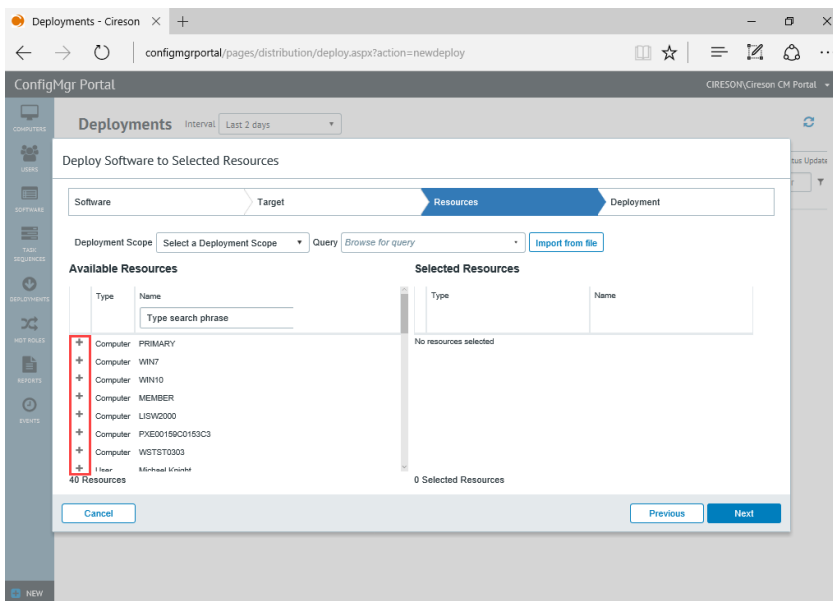 Deployments - Cireson
configmgrportal/pages/distribution/deploy.aspx?action=newdeploy
ConfigMgr Portal
CIRESON\Cireson CM Portal
COMPUTERS
USERS
SOFTWARE
TASK SEQUENCES
DEPLOYMENTS
HOT ROLES
REPORTS
EVENTS
NEW
Deployments Interval Last 2 days
tus Update
Deploy Software to Selected Resources
Software Target Resources Deployment
Deployment Scope Select a Deployment Scope Query Browse for query Import from file
Available Resources Selected Resources
Type Name Type Name
Type search phrase
No resources selected
+ Computer PRIMARY
+ Computer WIN7
+ Computer WIN10
+ Computer MEMBER
+ Computer LISW2000
+ Computer PXE00159C0153C3
+ Computer WSTST0303
+ User Michael Knight
40 Resources 0 Selected Resources
Cancel Previous Next